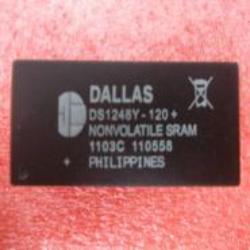 DALLAS
DS1248Y-120+
NONVOLATILE SRAM
1103C 110558
+ PHILIPPINES